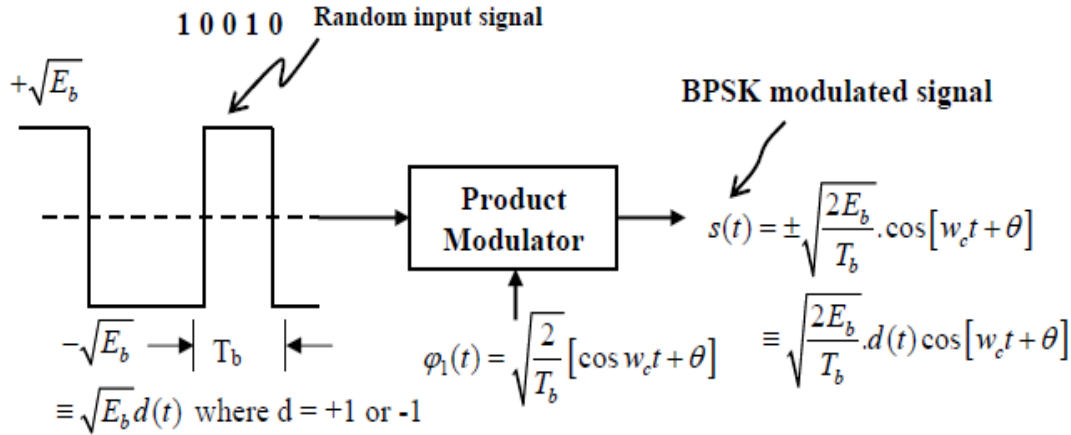 1 0 0 1 0 Random input signal
+√E_b
BPSK modulated signal
Product
Modulator
s(t) = ±√(2E_b/T_b).cos[w_c t + θ]
−√E_b
T_b
φ_1(t) = √(2/T_b)[cos w_c t + θ]
≡ √(2E_b/T_b).d(t)cos[w_c t + θ]
≡ √E_b d(t) where d = +1 or -1